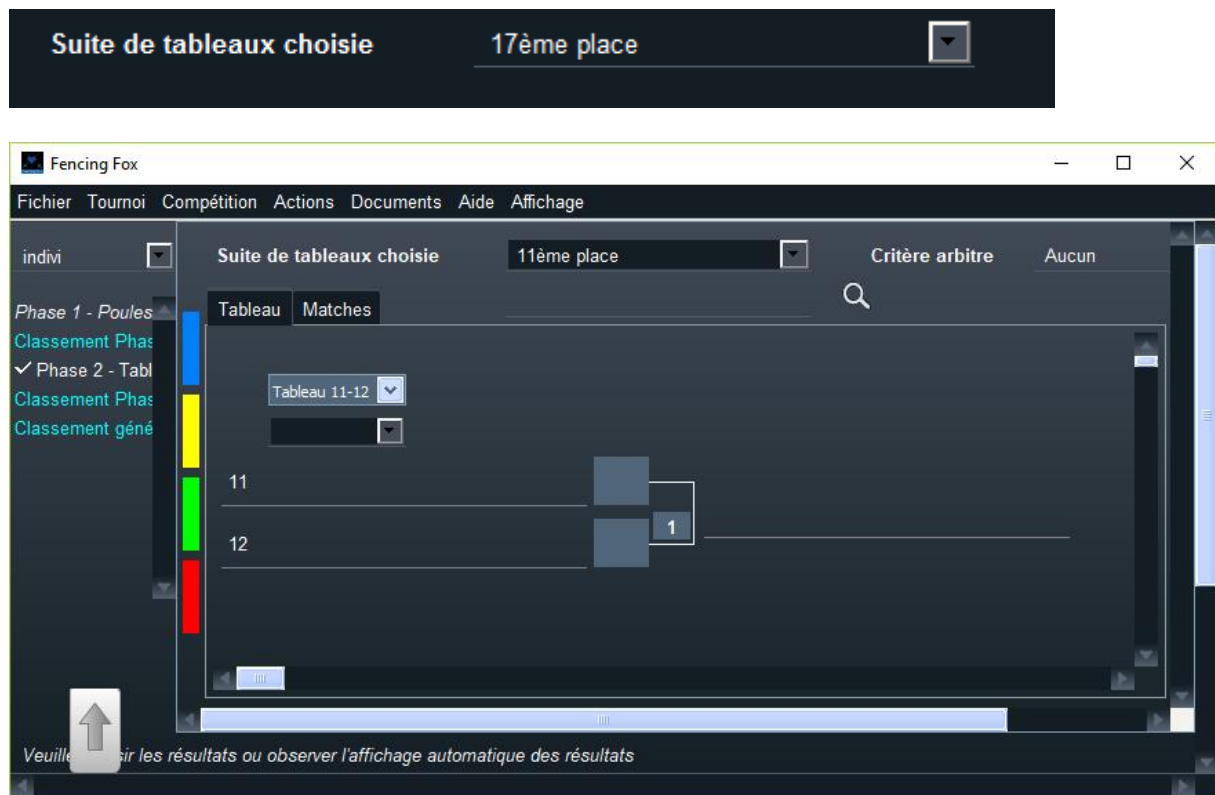 Suite de tableaux choisie 17ème place
Fencing Fox
Fichier Tournoi Compétition Actions Documents Aide Affichage
indivi Suite de tableaux choisie 11ème place Critère arbitre Aucun
Phase 1 - Poules Tableau Matches
Classement Phas
✓ Phase 2 - Tabl
Classement Phas
Classement géné
Tableau 11-12
11
1
12
Veuille sir les résultats ou observer l'affichage automatique des résultats